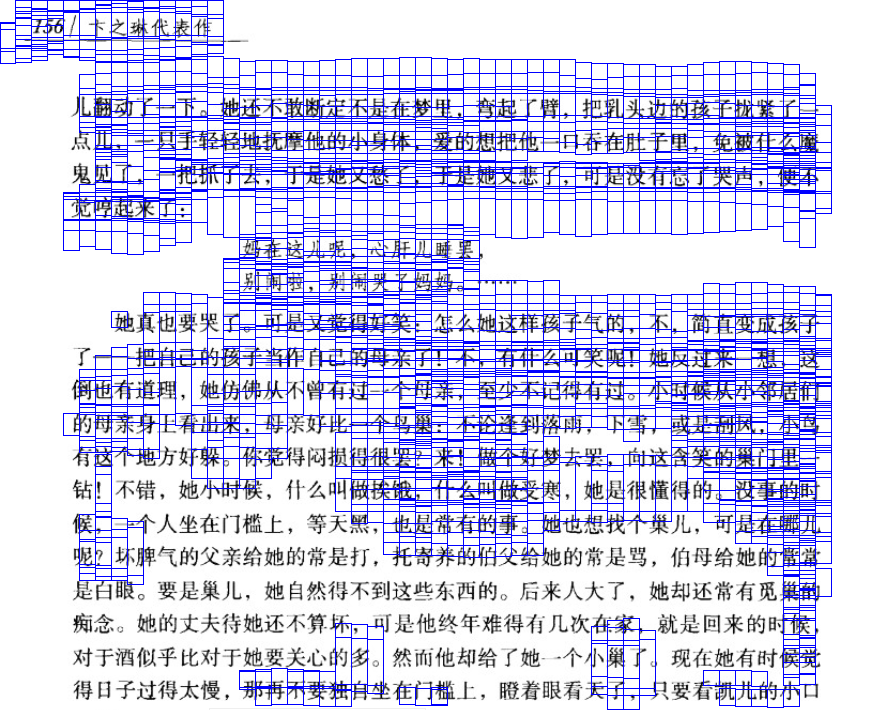 156/ 卞之琳代表作
儿翻动了一下。她还不敢断定不是在梦里，弯起了臂，把乳头边的孩子拢紧了一
点儿，一只手轻轻地抚摩他的小身体，爱的想把他一口吞在肚子里，免被什么魔
鬼见了，一把抓了去，于是她又愁了，于是她又悲了，可是没有忘了哭声，便不
觉哼起来了：
妈在这儿呢，心肝儿睡罢，
别闹啦，别闹哭了妈妈。……
她真也要哭了。可是又觉得好笑：怎么她这样孩子气的，不，简直变成孩子
了——把自己的孩子当作自己的母亲了！不，有什么可笑呢！她反过来一想，这
倒也有道理，她仿佛从不曾有过一个母亲，至少不记得有过。小时候从小邻居们
的母亲身上看出来，母亲好比一个鸟巢：不论逢到落雨，下雪，或是刮风，小鸟
有这个地方好躲。你觉得闷损得很罢？来！做个好梦去罢，向这含笑的巢门里
钻！不错，她小时候，什么叫做挨饿，什么叫做受寒，她是很懂得的。没事的时
候，一个人坐在门槛上，等天黑，也是常有的事。她也想找个巢儿，可是在哪儿
呢？坏脾气的父亲给她的常是打，托寄养的伯父给她的常是骂，伯母给她的常常
是白眼。要是巢儿，她自然得不到这些东西的。后来人大了，她却还常有觅巢的
痴念。她的丈夫待她还不算坏，可是他终年难得有几次在家，就是回来的时候，
对于酒似乎比对于她要关心的多。然而他却给了她一个小巢了。现在她有时候觉
得日子过得太慢，那再不要独自坐在门槛上，瞪着眼看天了，只要看凯儿的小口